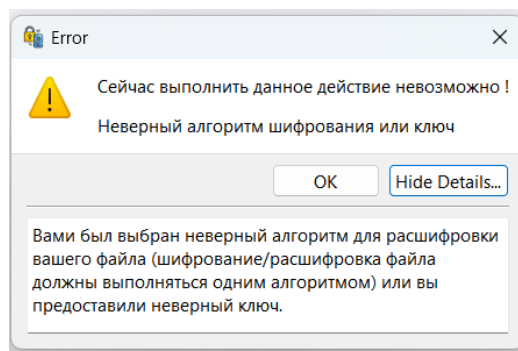 Error
Сейчас выполнить данное действие невозможно !
Неверный алгоритм шифрования или ключ
OK
Hide Details...
Вами был выбран неверный алгоритм для расшифровки
вашего файла (шифрование/расшифровка файла
должны выполняться одним алгоритмом) или вы
предоставили неверный ключ.